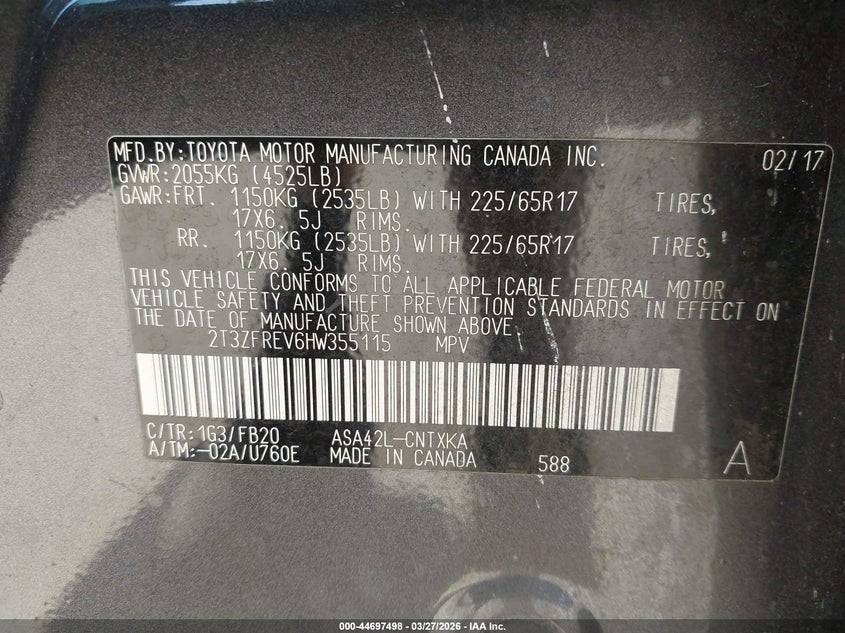 MFD.BY:TOYOTA MOTOR MANUFACTURING CANADA INC. 02/17
GVWR:2055KG (4525LB)
GAWR:FRT. 1150KG (2535LB) WITH 225/65R17 TIRES,
17X6. 5J RIMS.
RR. 1150KG (2535LB) WITH 225/65R17 TIRES,
17X6. 5J RIMS.
THIS VEHICLE CONFORMS TO ALL APPLICABLE FEDERAL MOTOR
VEHICLE SAFETY AND THEFT PREVENTION STANDARDS IN EFFECT ON
THE DATE OF MANUFACTURE SHOWN ABOVE.
2T3ZFREV6HW355115 MPV
C/TR:1G3/FB20 ASA42L-CNTXKA
A/TM:-02A/U760E MADE IN CANADA 588 A
000-44697498 | 03/27/2026 - IAA Inc.